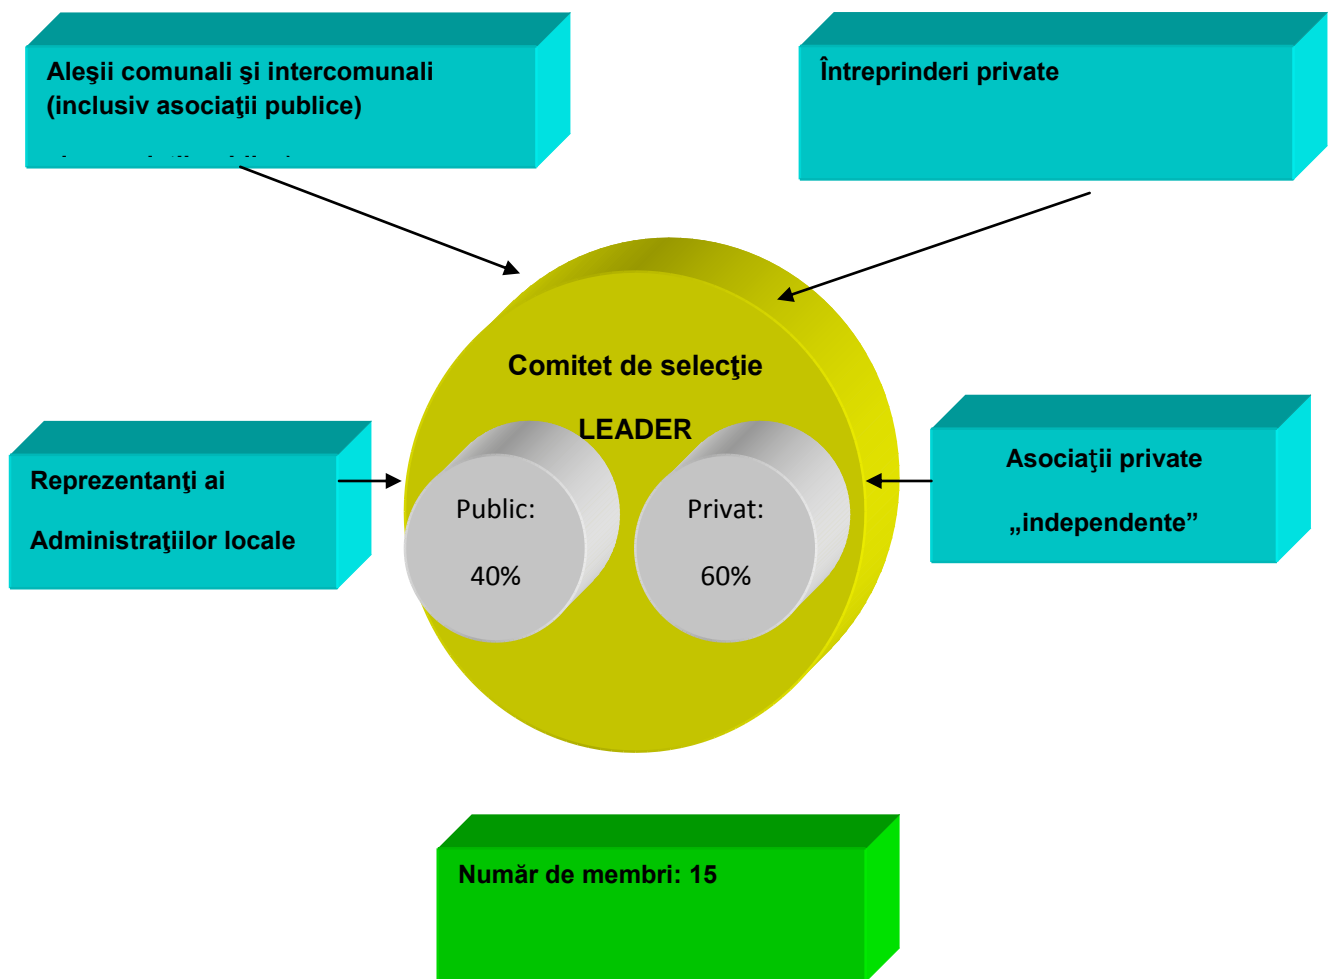 Aleşii comunali şi intercomunali
(inclusiv asociaţii publice)
Întreprinderi private
Comitet de selecţie
LEADER
Reprezentanţi ai
Administraţiilor locale
Public:
40%
Privat:
60%
Asociaţii private
„independente”
Număr de membri: 15